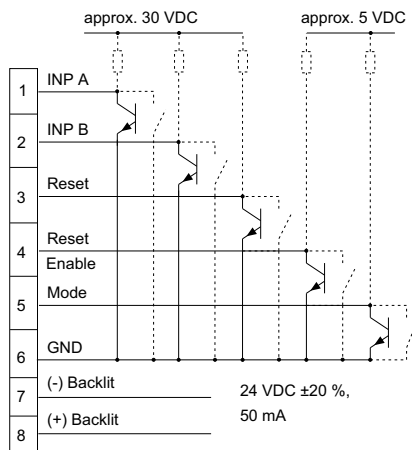 approx. 30 VDC
approx. 5 VDC
1 INP A
2 INP B
3 Reset
4 Reset
Enable
5 Mode
6 GND
7 (-) Backlit
8 (+) Backlit
24 VDC ±20 %,
50 mA